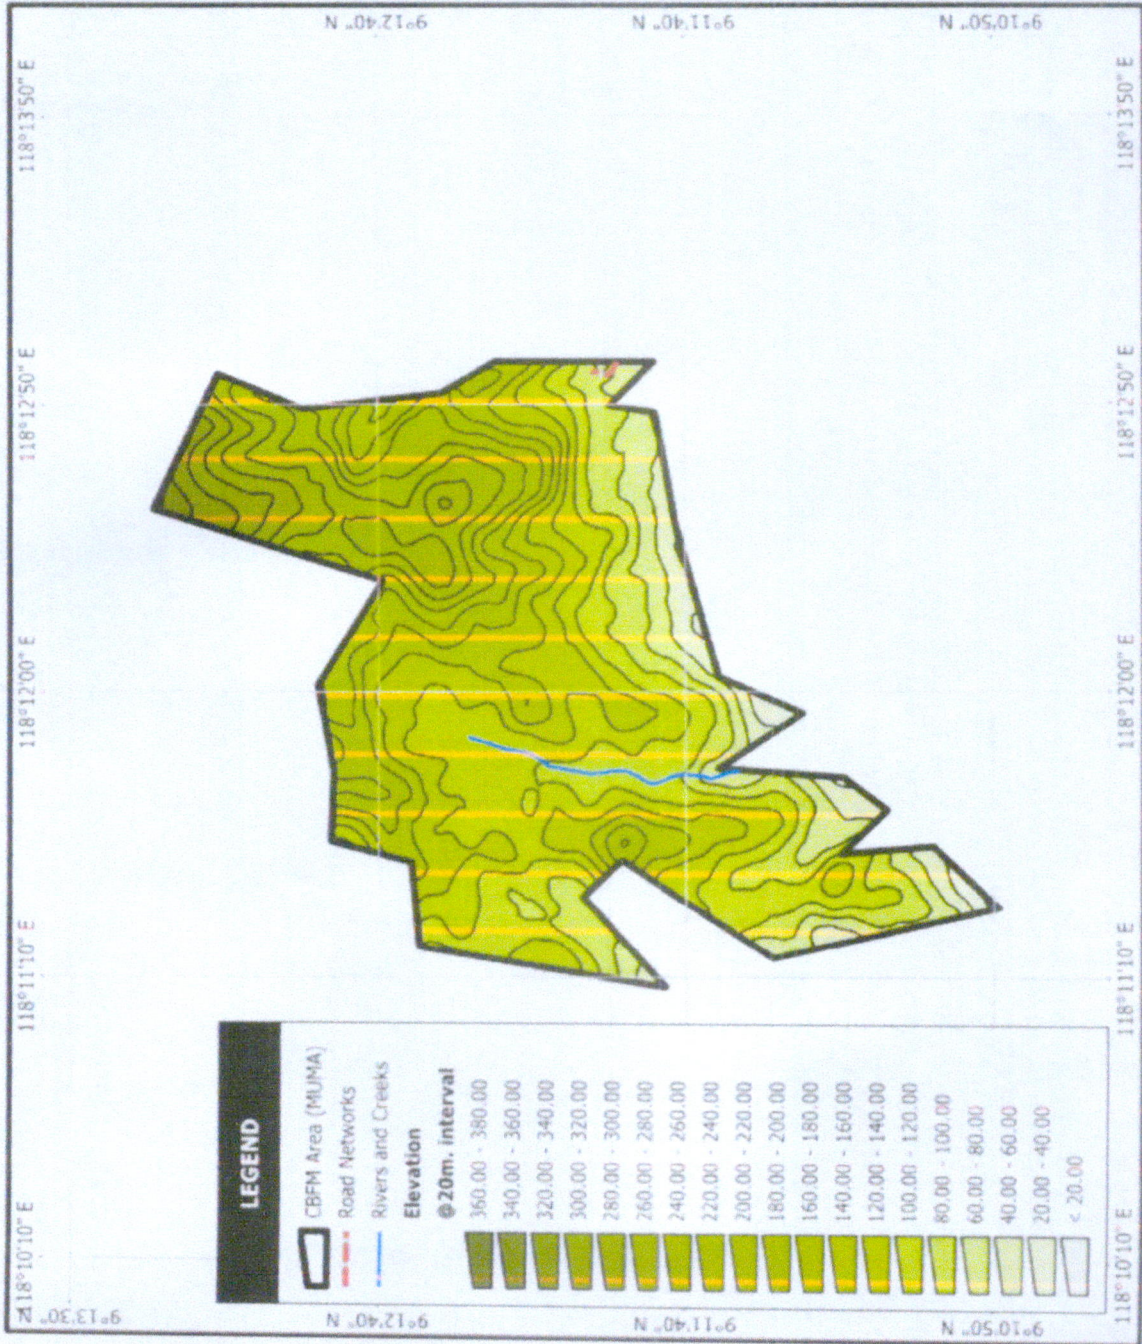 118°10'10" E 118°11'10" E 118°12'00" E 118°12'50" E 118°13'50" E
9°13'30" N
9°12'40" N
9°11'40" N
9°10'50" N
LEGEND
CBFM Area (MUMA)
Road Networks
Rivers and Creeks
Elevation
@20m. interval
360.00 - 380.00
340.00 - 360.00
320.00 - 340.00
300.00 - 320.00
280.00 - 300.00
260.00 - 280.00
240.00 - 260.00
220.00 - 240.00
200.00 - 220.00
180.00 - 200.00
160.00 - 180.00
140.00 - 160.00
120.00 - 140.00
100.00 - 120.00
80.00 - 100.00
60.00 - 80.00
40.00 - 60.00
20.00 - 40.00
< 20.00
9°12'40" N
9°11'40" N
9°10'50" N
118°10'10" E 118°11'10" E 118°12'00" E 118°12'50" E 118°13'50" E